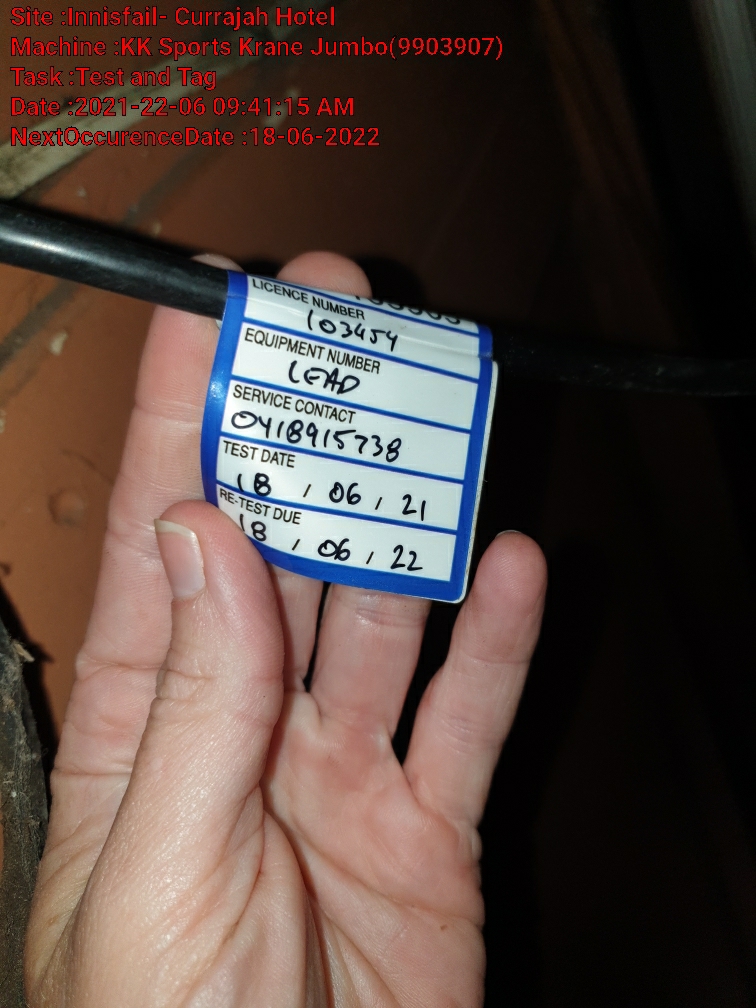 Site :Innisfail- Currajah Hotel
Machine :KK Sports Krane Jumbo(9903907)
Task :Test and Tag
Date :2021-22-06 09:41:15 AM
NextOccurenceDate :18-06-2022
LICENCE NUMBER
103454
EQUIPMENT NUMBER
LEAD
SERVICE CONTACT
0418915738
TEST DATE
18 / 06 / 21
RE-TEST DUE
18 / 06 / 22